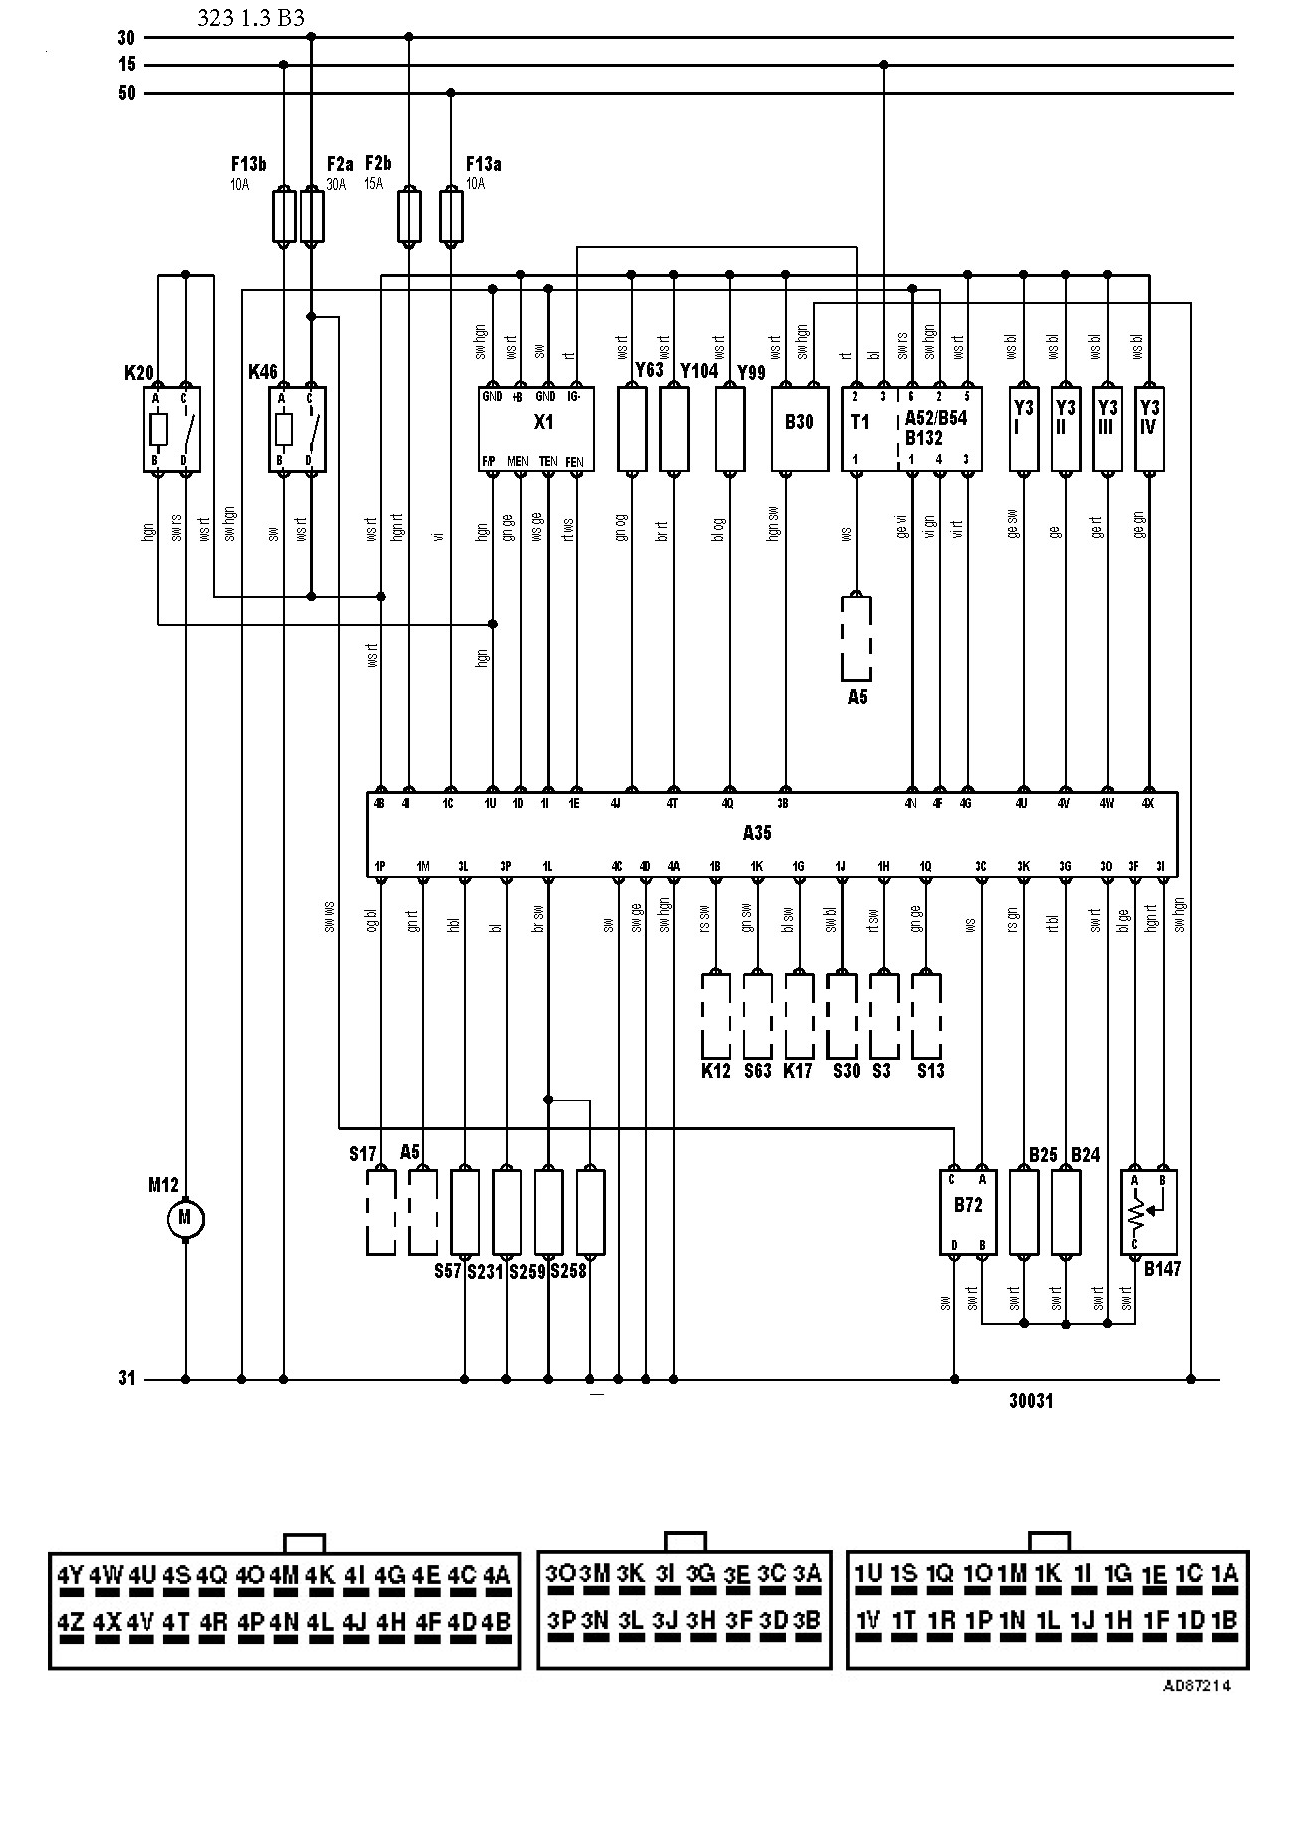 323 1.3 B3
30
15
50
F13b F2a F2b F13a
10A 30A 15A 10A
sw hgn ws rt sw rt ws rt ws rt ws rt ws rt sw hgn rt bl sw rs sw hgn ws rt ws bl ws bl ws bl ws bl
K20 K46 Y63 Y104 Y99
A C A C GND +B GND IG- 2 3 6 2 5
X1 B30 T1 A52/B54 B132 Y3 I Y3 II Y3 III Y3 IV
B D B D F/P MEN TEN FEN 1 1 4 3
hgn sw rs ws rt sw hgn sw ws rt ws rt hgn rt vi hgn gn ge ws ge rt ws gn og br rt bl og hgn sw ws ge vi vi gn vi rt ge sw ge ge rt ge gn
ws rt hgn
A5
4B 4I 1C 1U 1D 1I 1E 4J 4T 4Q 3B 4N 4F 4G 4U 4V 4W 4X
A35
1P 1M 3L 3P 1L 4C 4D 4A 1B 1K 1G 1J 1H 1Q 3C 3K 3G 3O 3F 3I
sw ws og bl gn rt hbl bl br sw sw sw ge sw hgn rs sw gn sw bl sw sw bl rt sw gn ge ws rs gn rt bl sw rt bl ge hgn rt sw hgn
K12 S63 K17 S30 S3 S13
S17 A5 B25 B24
M12 C A A B
M B72
D B C
S57 S231 S259 S258 B147
sw sw rt sw rt sw rt sw rt sw rt
31
30031
4Y 4W 4U 4S 4Q 4O 4M 4K 4I 4G 4E 4C 4A 3O 3M 3K 3I 3G 3E 3C 3A 1U 1S 1Q 1O 1M 1K 1I 1G 1E 1C 1A
4Z 4X 4V 4T 4R 4P 4N 4L 4J 4H 4F 4D 4B 3P 3N 3L 3J 3H 3F 3D 3B 1V 1T 1R 1P 1N 1L 1J 1H 1F 1D 1B
AD87214